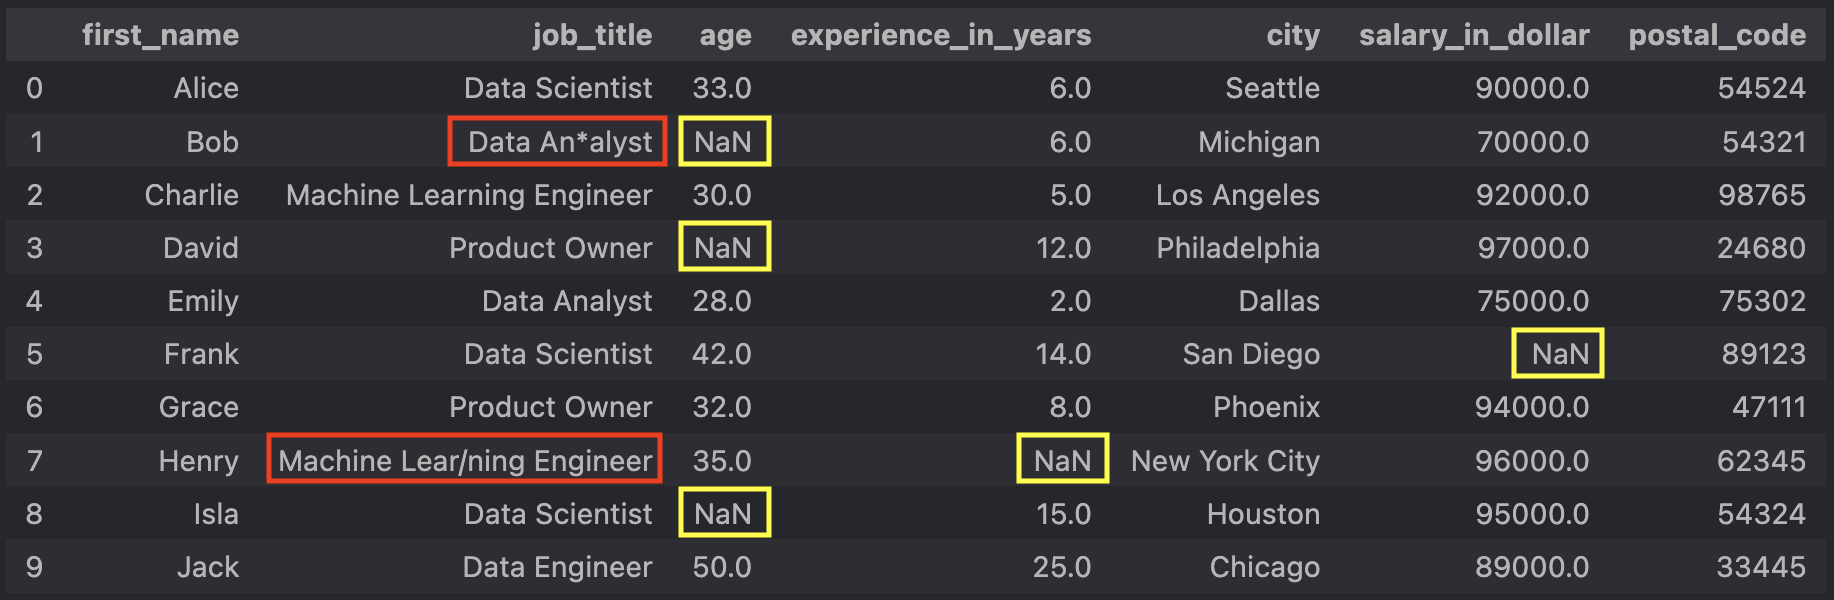 first_name job_title age experience_in_years city salary_in_dollar postal_code
0 Alice Data Scientist 33.0 6.0 Seattle 90000.0 54524
1 Bob Data An*alyst NaN 6.0 Michigan 70000.0 54321
2 Charlie Machine Learning Engineer 30.0 5.0 Los Angeles 92000.0 98765
3 David Product Owner NaN 12.0 Philadelphia 97000.0 24680
4 Emily Data Analyst 28.0 2.0 Dallas 75000.0 75302
5 Frank Data Scientist 42.0 14.0 San Diego NaN 89123
6 Grace Product Owner 32.0 8.0 Phoenix 94000.0 47111
7 Henry Machine Lear/ning Engineer 35.0 NaN New York City 96000.0 62345
8 Isla Data Scientist NaN 15.0 Houston 95000.0 54324
9 Jack Data Engineer 50.0 25.0 Chicago 89000.0 33445